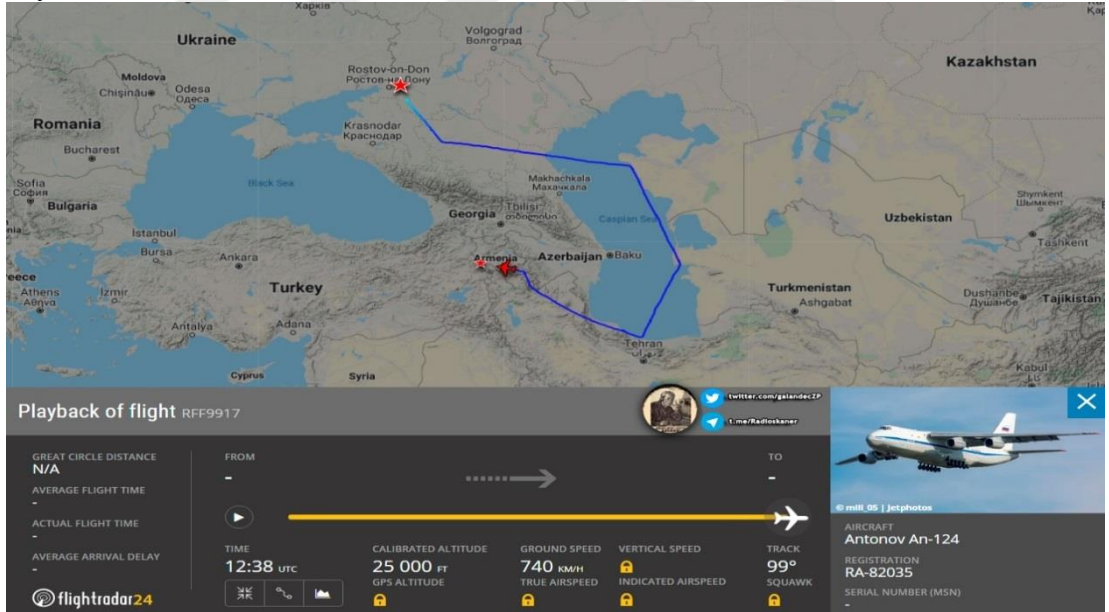 Харків
Ukraine
Volgograd
Волгоград
Kazakhstan
Moldova
Chișinău
Odesa
Одеса
Rostov-on-Don
Ростов-на-Дону
Romania
Bucharest
Krasnodar
Краснодар
Sofia
София
Bulgaria
Black Sea
Makhachkala
Махачкала
Georgia
Tbilisi
თბილისი
Caspian Sea
Shymkent
Шымкент
Uzbekistan
Tashkent
Istanbul
Bursa
Ankara
Armenia
Azerbaijan
Baku
Turkey
Turkmenistan
Ashgabat
Dushanbe
Душанбе
Tajikistan
Athens
Αθήνα
Izmir
Antalya
Adana
Tehran
تهران
Cyprus
Syria
Kabul
Playback of flight RFF9917
twitter.com/galandecZP
t.me/Radioskaner
GREAT CIRCLE DISTANCE
N/A
AVERAGE FLIGHT TIME
-
ACTUAL FLIGHT TIME
-
AVERAGE ARRIVAL DELAY
-
flightradar24
FROM
-
TO
-
TIME
12:38 UTC
CALIBRATED ALTITUDE
25 000 FT
GPS ALTITUDE
GROUND SPEED
740 KM/H
TRUE AIRSPEED
VERTICAL SPEED
INDICATED AIRSPEED
TRACK
99°
SQUAWK
© mill_05 | Jetphotos
AIRCRAFT
Antonov An-124
REGISTRATION
RA-82035
SERIAL NUMBER (MSN)
-